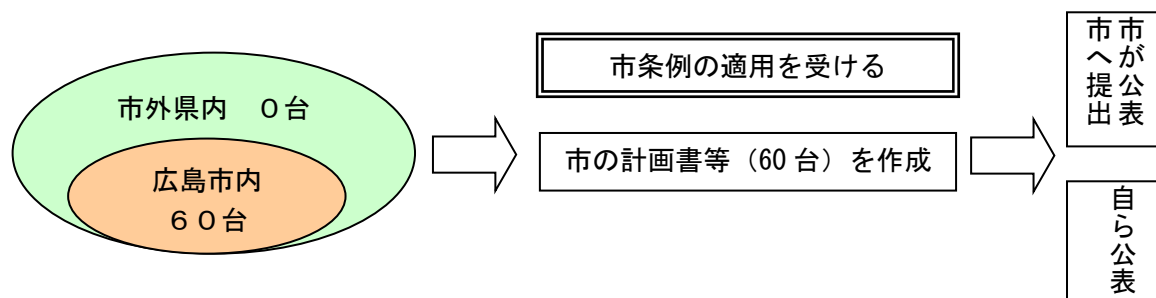 市外県内　０台
広島市内
６０台
市条例の適用を受ける
市の計画書等（60 台）を作成
市へ提出
市が公表
自ら公表